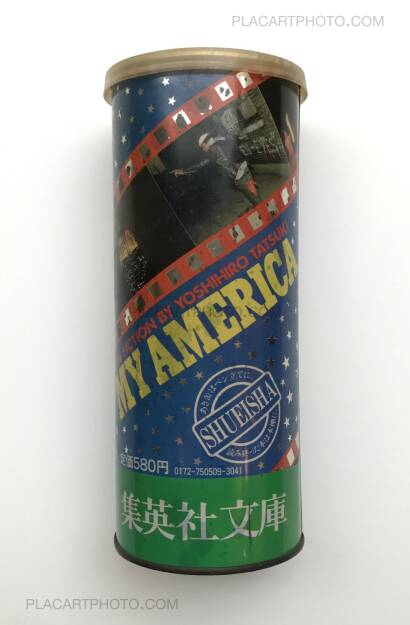 PLACARTPHOTO.COM
FICTION BY YOSHIHIRO TATSUKI
MY AMERICA
SHUEISHA
定価580円
0172-750509-3041
集英社文庫
PLACARTPHOTO.COM